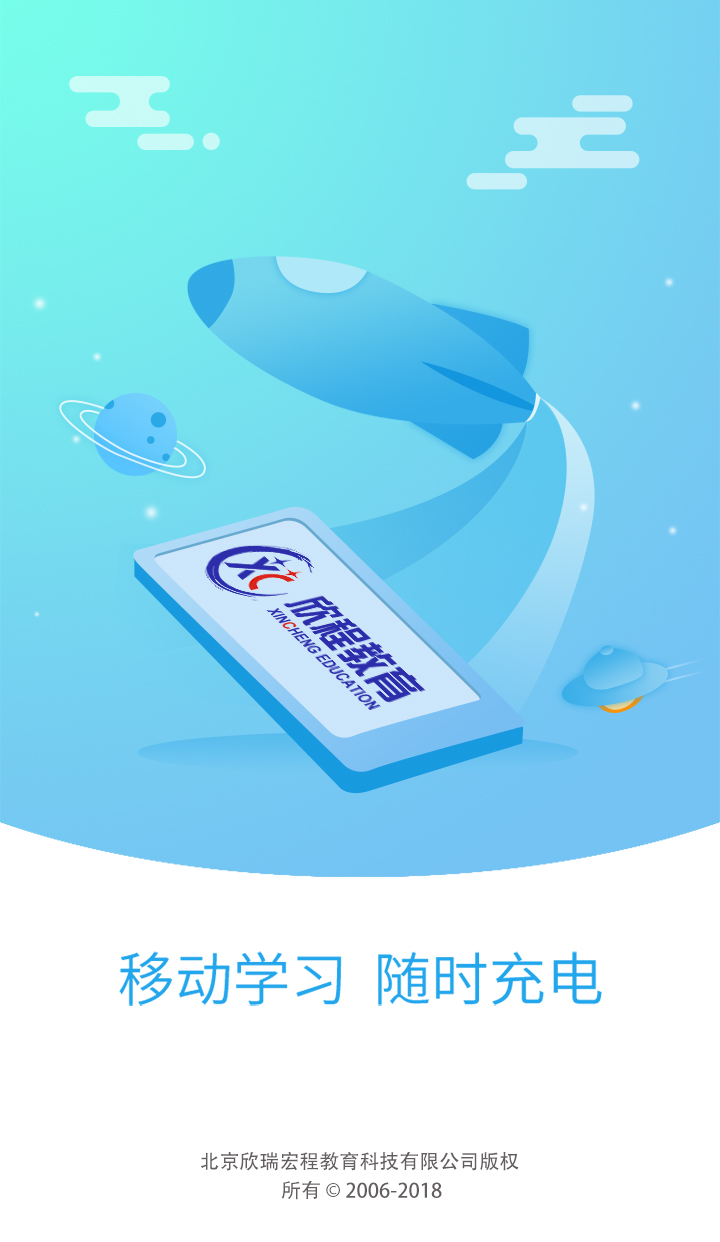 XC
欣程教育
XINCHENG EDUCATION
移动学习 随时充电
北京欣瑞宏程教育科技有限公司版权
所有 © 2006-2018